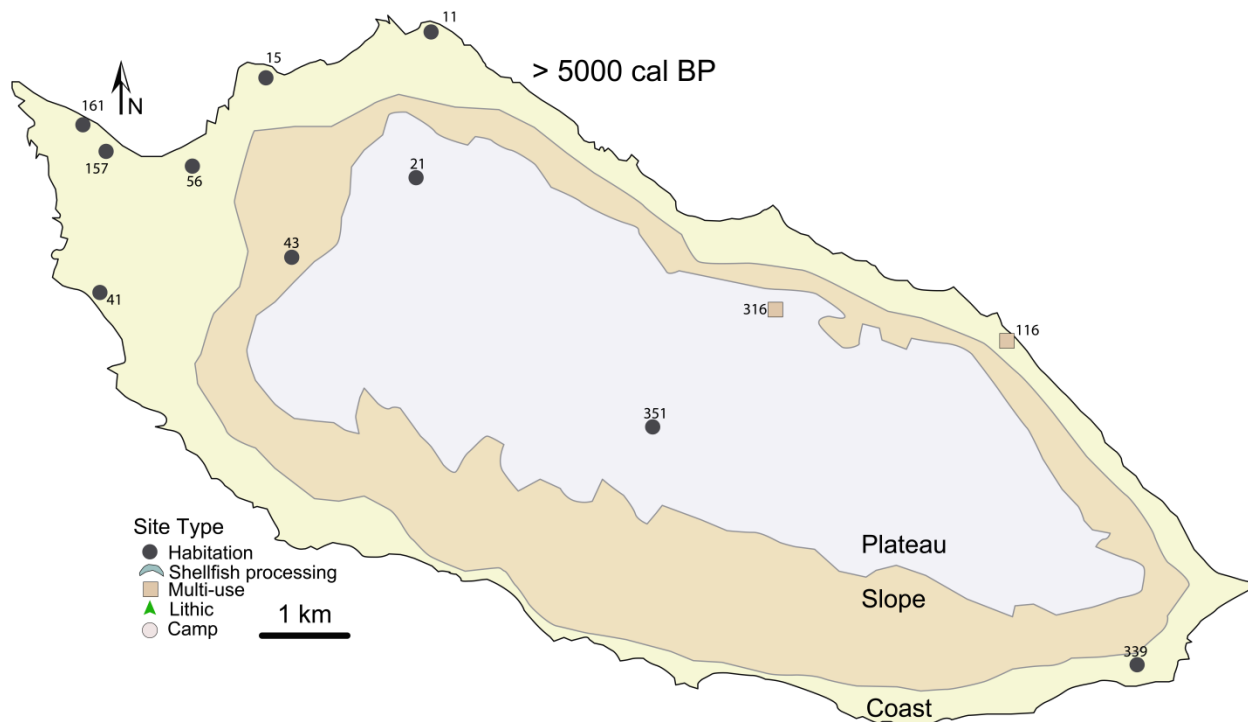 11
15
> 5000 cal BP
161
N
157
56
21
43
41
316
116
351
Site Type
Habitation
Shellfish processing
Multi-use
Lithic
Camp
1 km
Plateau
Slope
339
Coast